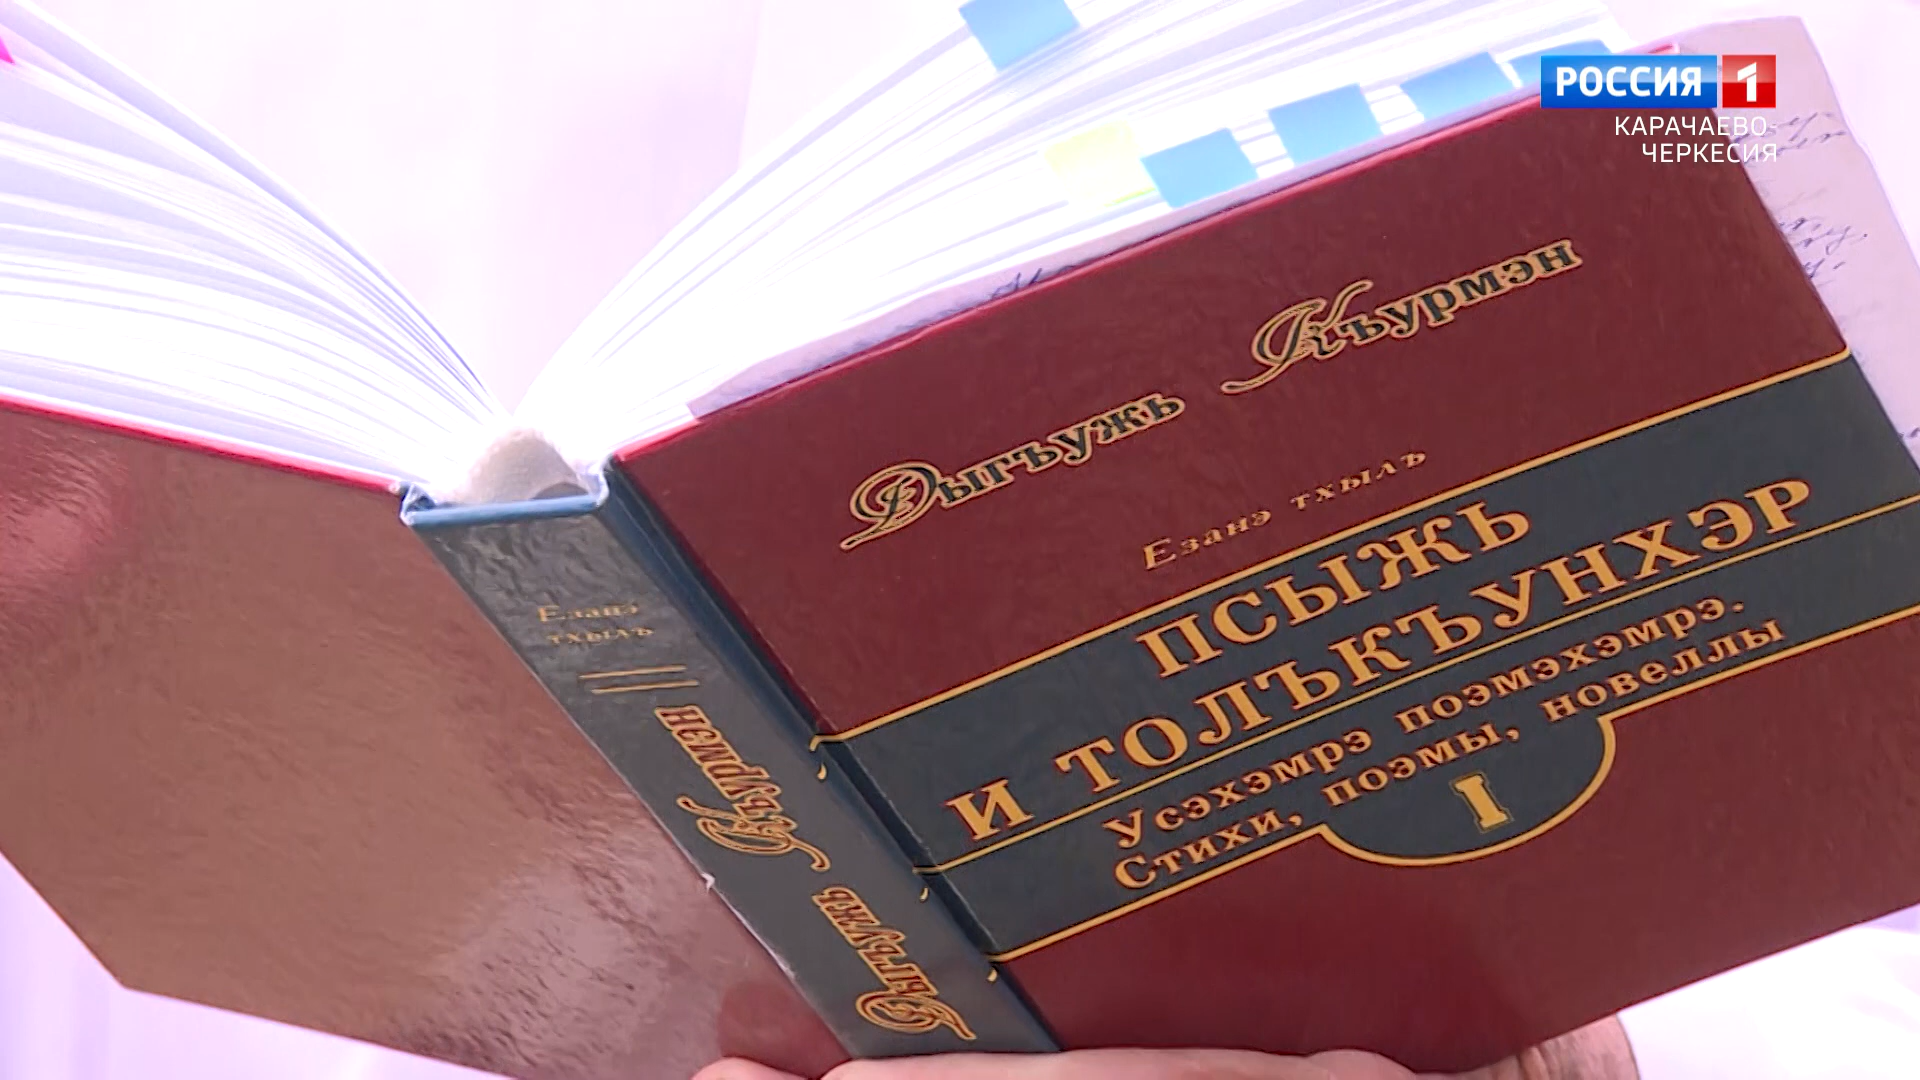 РОССИЯ 1
КАРАЧАЕВО-
ЧЕРКЕСИЯ
Дыгъужь Къурмэн
Езанэ тхылъ
ПСЫЖЬ
И ТОЛЪКЪУНХЭР
Усэхэмрэ поэмэхэмрэ.
Стихи, поэмы, новеллы
I
Езанэ
тхылъ
Дыгъужь Къурмэн